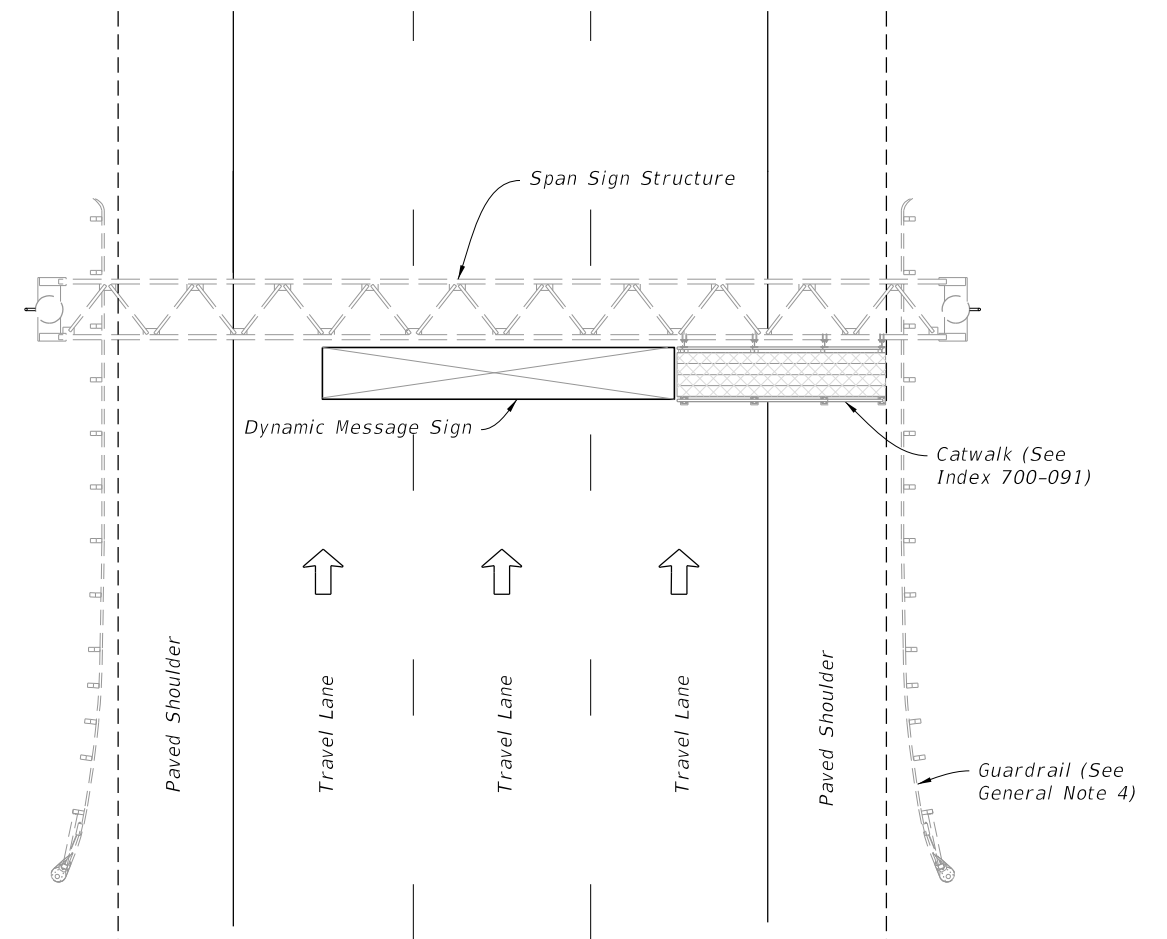 Span Sign Structure
Dynamic Message Sign
Catwalk (See
Index 700-091)
Paved Shoulder
Travel Lane
Travel Lane
Travel Lane
Paved Shoulder
Guardrail (See
General Note 4)